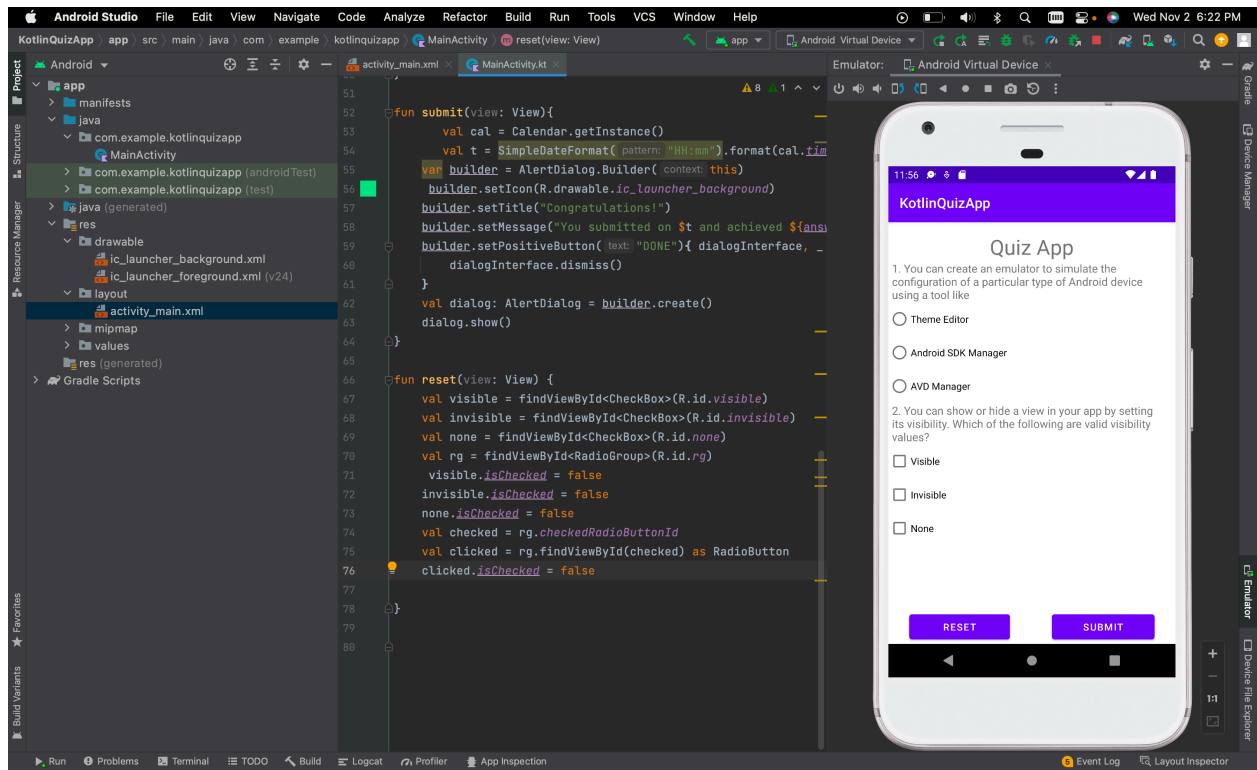 Android Studio File Edit View Navigate Code Analyze Refactor Build Run Tools VCS Window Help Wed Nov 2 6:22 PM
KotlinQuizApp app src main java com example kotlinquizapp MainActivity reset(view: View) app Android Virtual Device
Android
activity_main.xml MainActivity.kt
Emulator: Android Virtual Device
Project
Structure
Resource Manager
Favorites
Build Variants
app
manifests
java
com.example.kotlinquizapp
MainActivity
com.example.kotlinquizapp (androidTest)
com.example.kotlinquizapp (test)
java (generated)
res
drawable
ic_launcher_background.xml
ic_launcher_foreground.xml (v24)
layout
activity_main.xml
mipmap
values
res (generated)
Gradle Scripts
8 1
51
52 fun submit(view: View){
53 val cal = Calendar.getInstance()
54 val t = SimpleDateFormat( pattern: "HH:mm").format(cal.tim
55 var builder = AlertDialog.Builder( context: this)
56 builder.setIcon(R.drawable.ic_launcher_background)
57 builder.setTitle("Congratulations!")
58 builder.setMessage("You submitted on $t and achieved ${answ
59 builder.setPositiveButton( text: "DONE"){ dialogInterface, _
60 dialogInterface.dismiss()
61 }
62 val dialog: AlertDialog = builder.create()
63 dialog.show()
64 }
65
66 fun reset(view: View) {
67 val visible = findViewById<CheckBox>(R.id.visible)
68 val invisible = findViewById<CheckBox>(R.id.invisible)
69 val none = findViewById<CheckBox>(R.id.none)
70 val rg = findViewById<RadioGroup>(R.id.rg)
71 visible.isChecked = false
72 invisible.isChecked = false
73 none.isChecked = false
74 val checked = rg.checkedRadioButtonId
75 val clicked = rg.findViewById(checked) as RadioButton
76 clicked.isChecked = false
77
78 }
79
80
11:56
KotlinQuizApp
Quiz App
1. You can create an emulator to simulate the
configuration of a particular type of Android device
using a tool like
Theme Editor
Android SDK Manager
AVD Manager
2. You can show or hide a view in your app by setting
its visibility. Which of the following are valid visibility
values?
Visible
Invisible
None
RESET SUBMIT
1:1
Gradle
Device Manager
Emulator
Device File Explorer
Run Problems Terminal TODO Build Logcat Profiler App Inspection 5 Event Log Layout Inspector